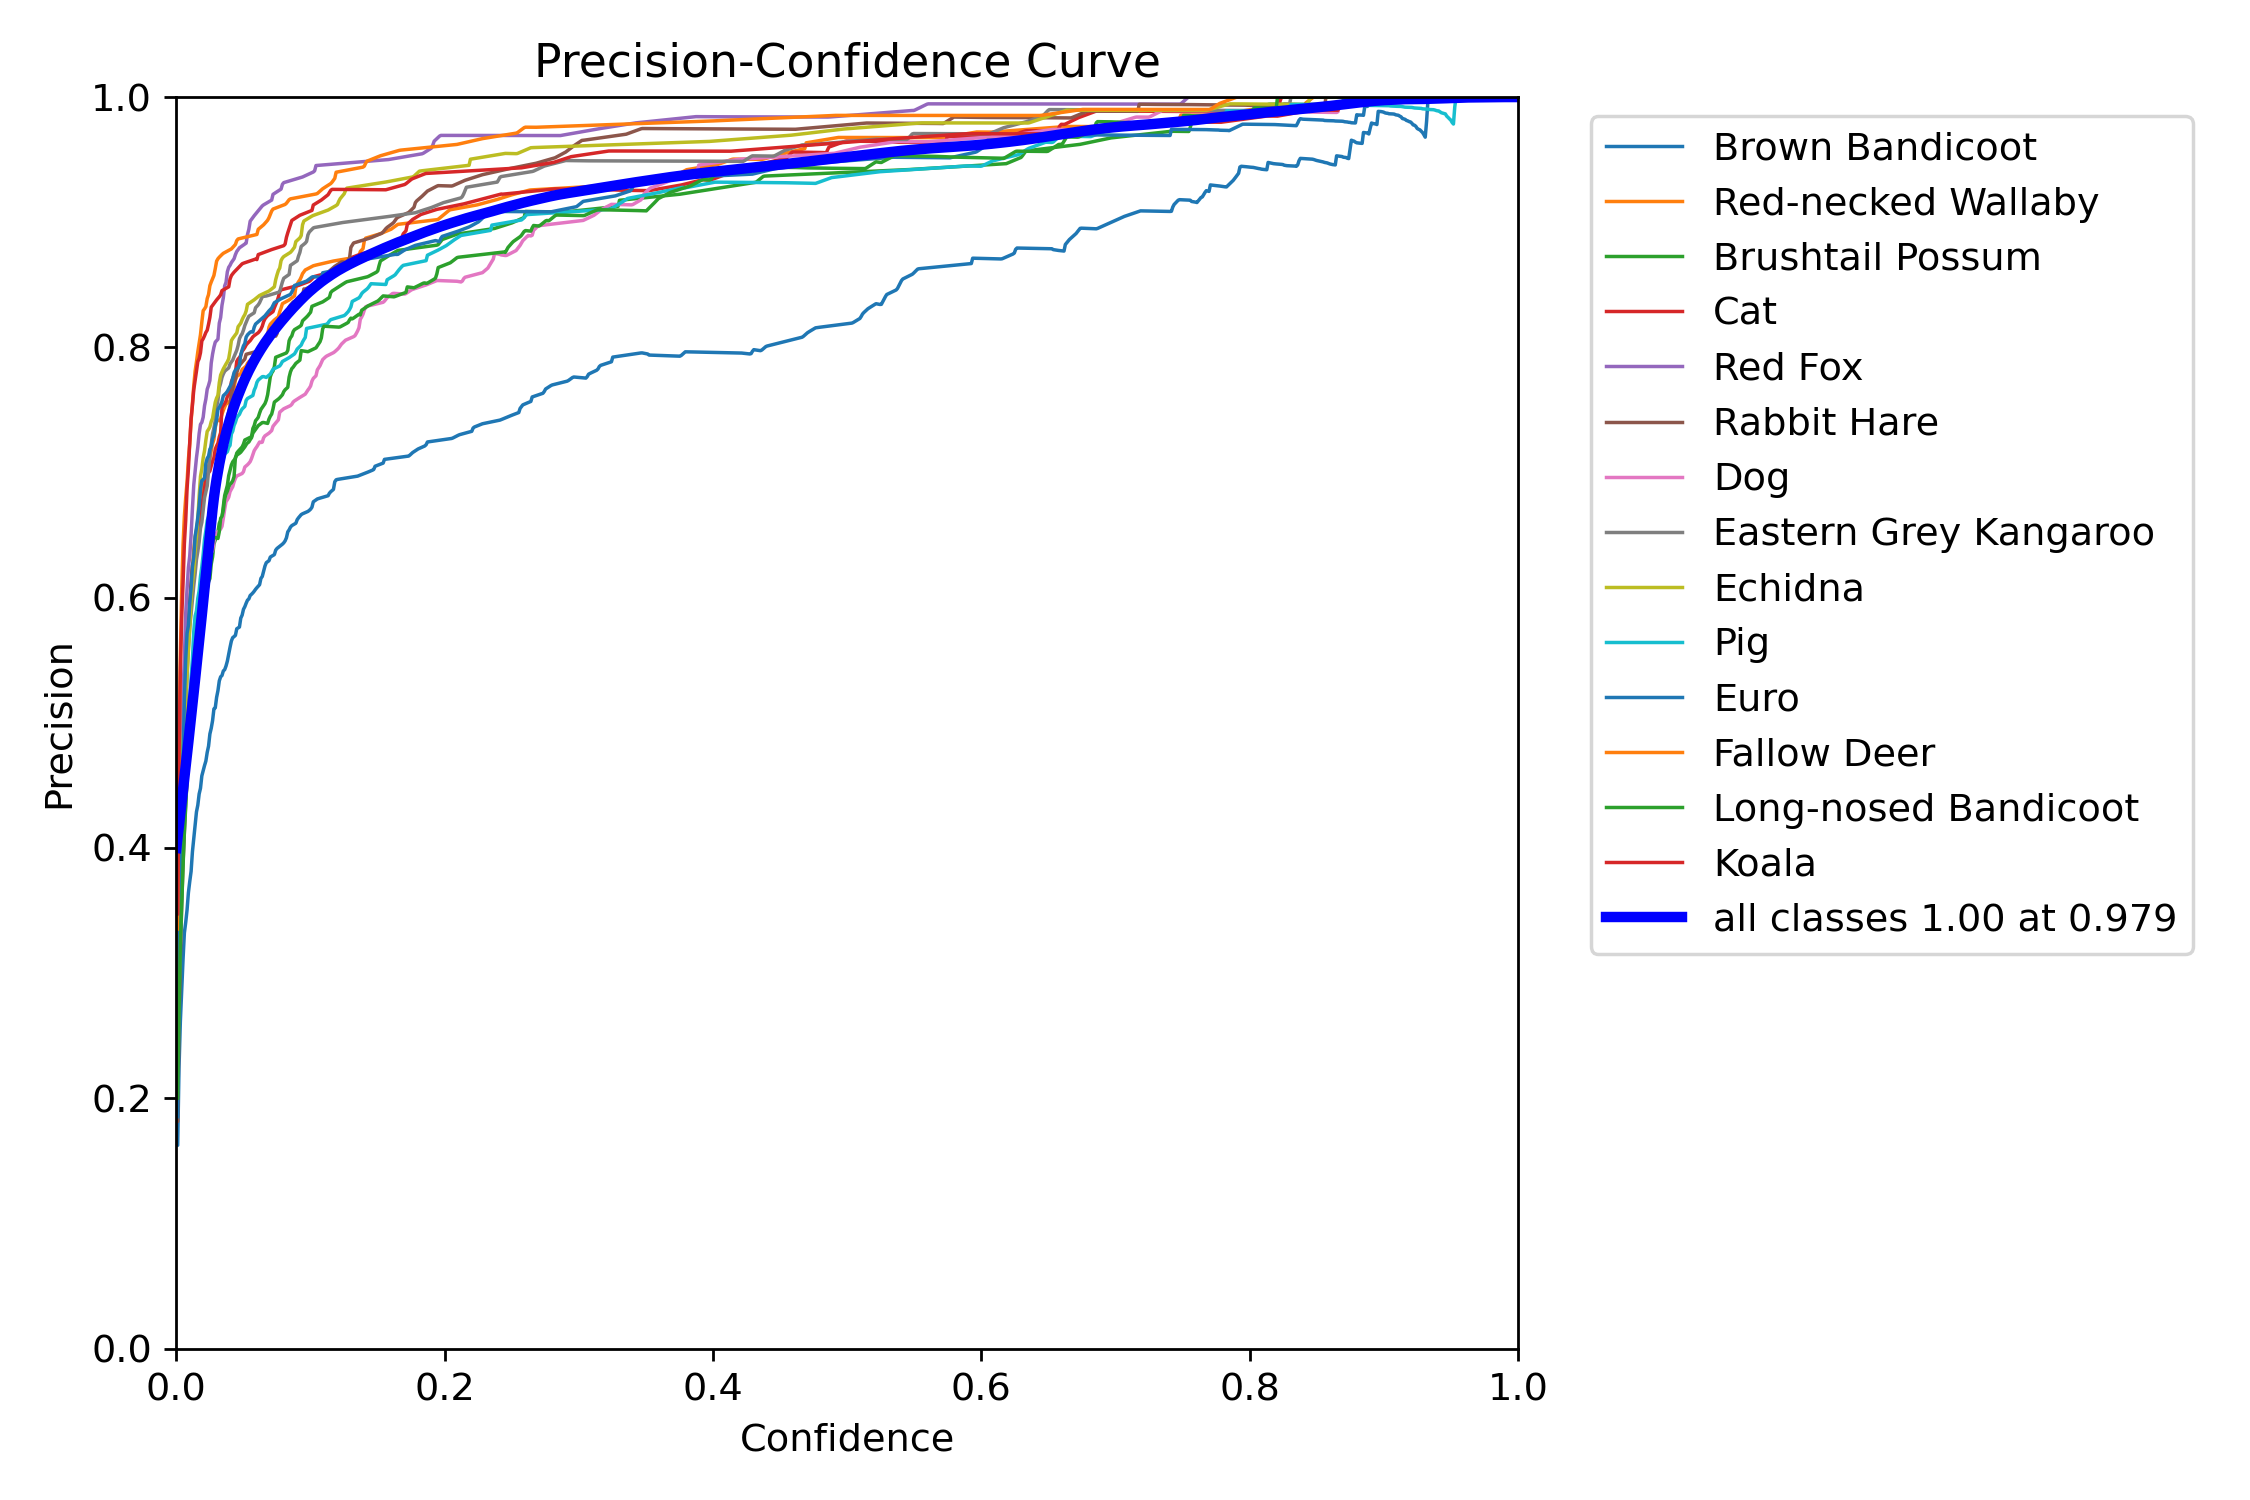 Precision-Confidence Curve
1.0
0.8
0.6
0.4
0.2
0.0
Precision
0.0 0.2 0.4 0.6 0.8 1.0
Confidence
Brown Bandicoot
Red-necked Wallaby
Brushtail Possum
Cat
Red Fox
Rabbit Hare
Dog
Eastern Grey Kangaroo
Echidna
Pig
Euro
Fallow Deer
Long-nosed Bandicoot
Koala
all classes 1.00 at 0.979